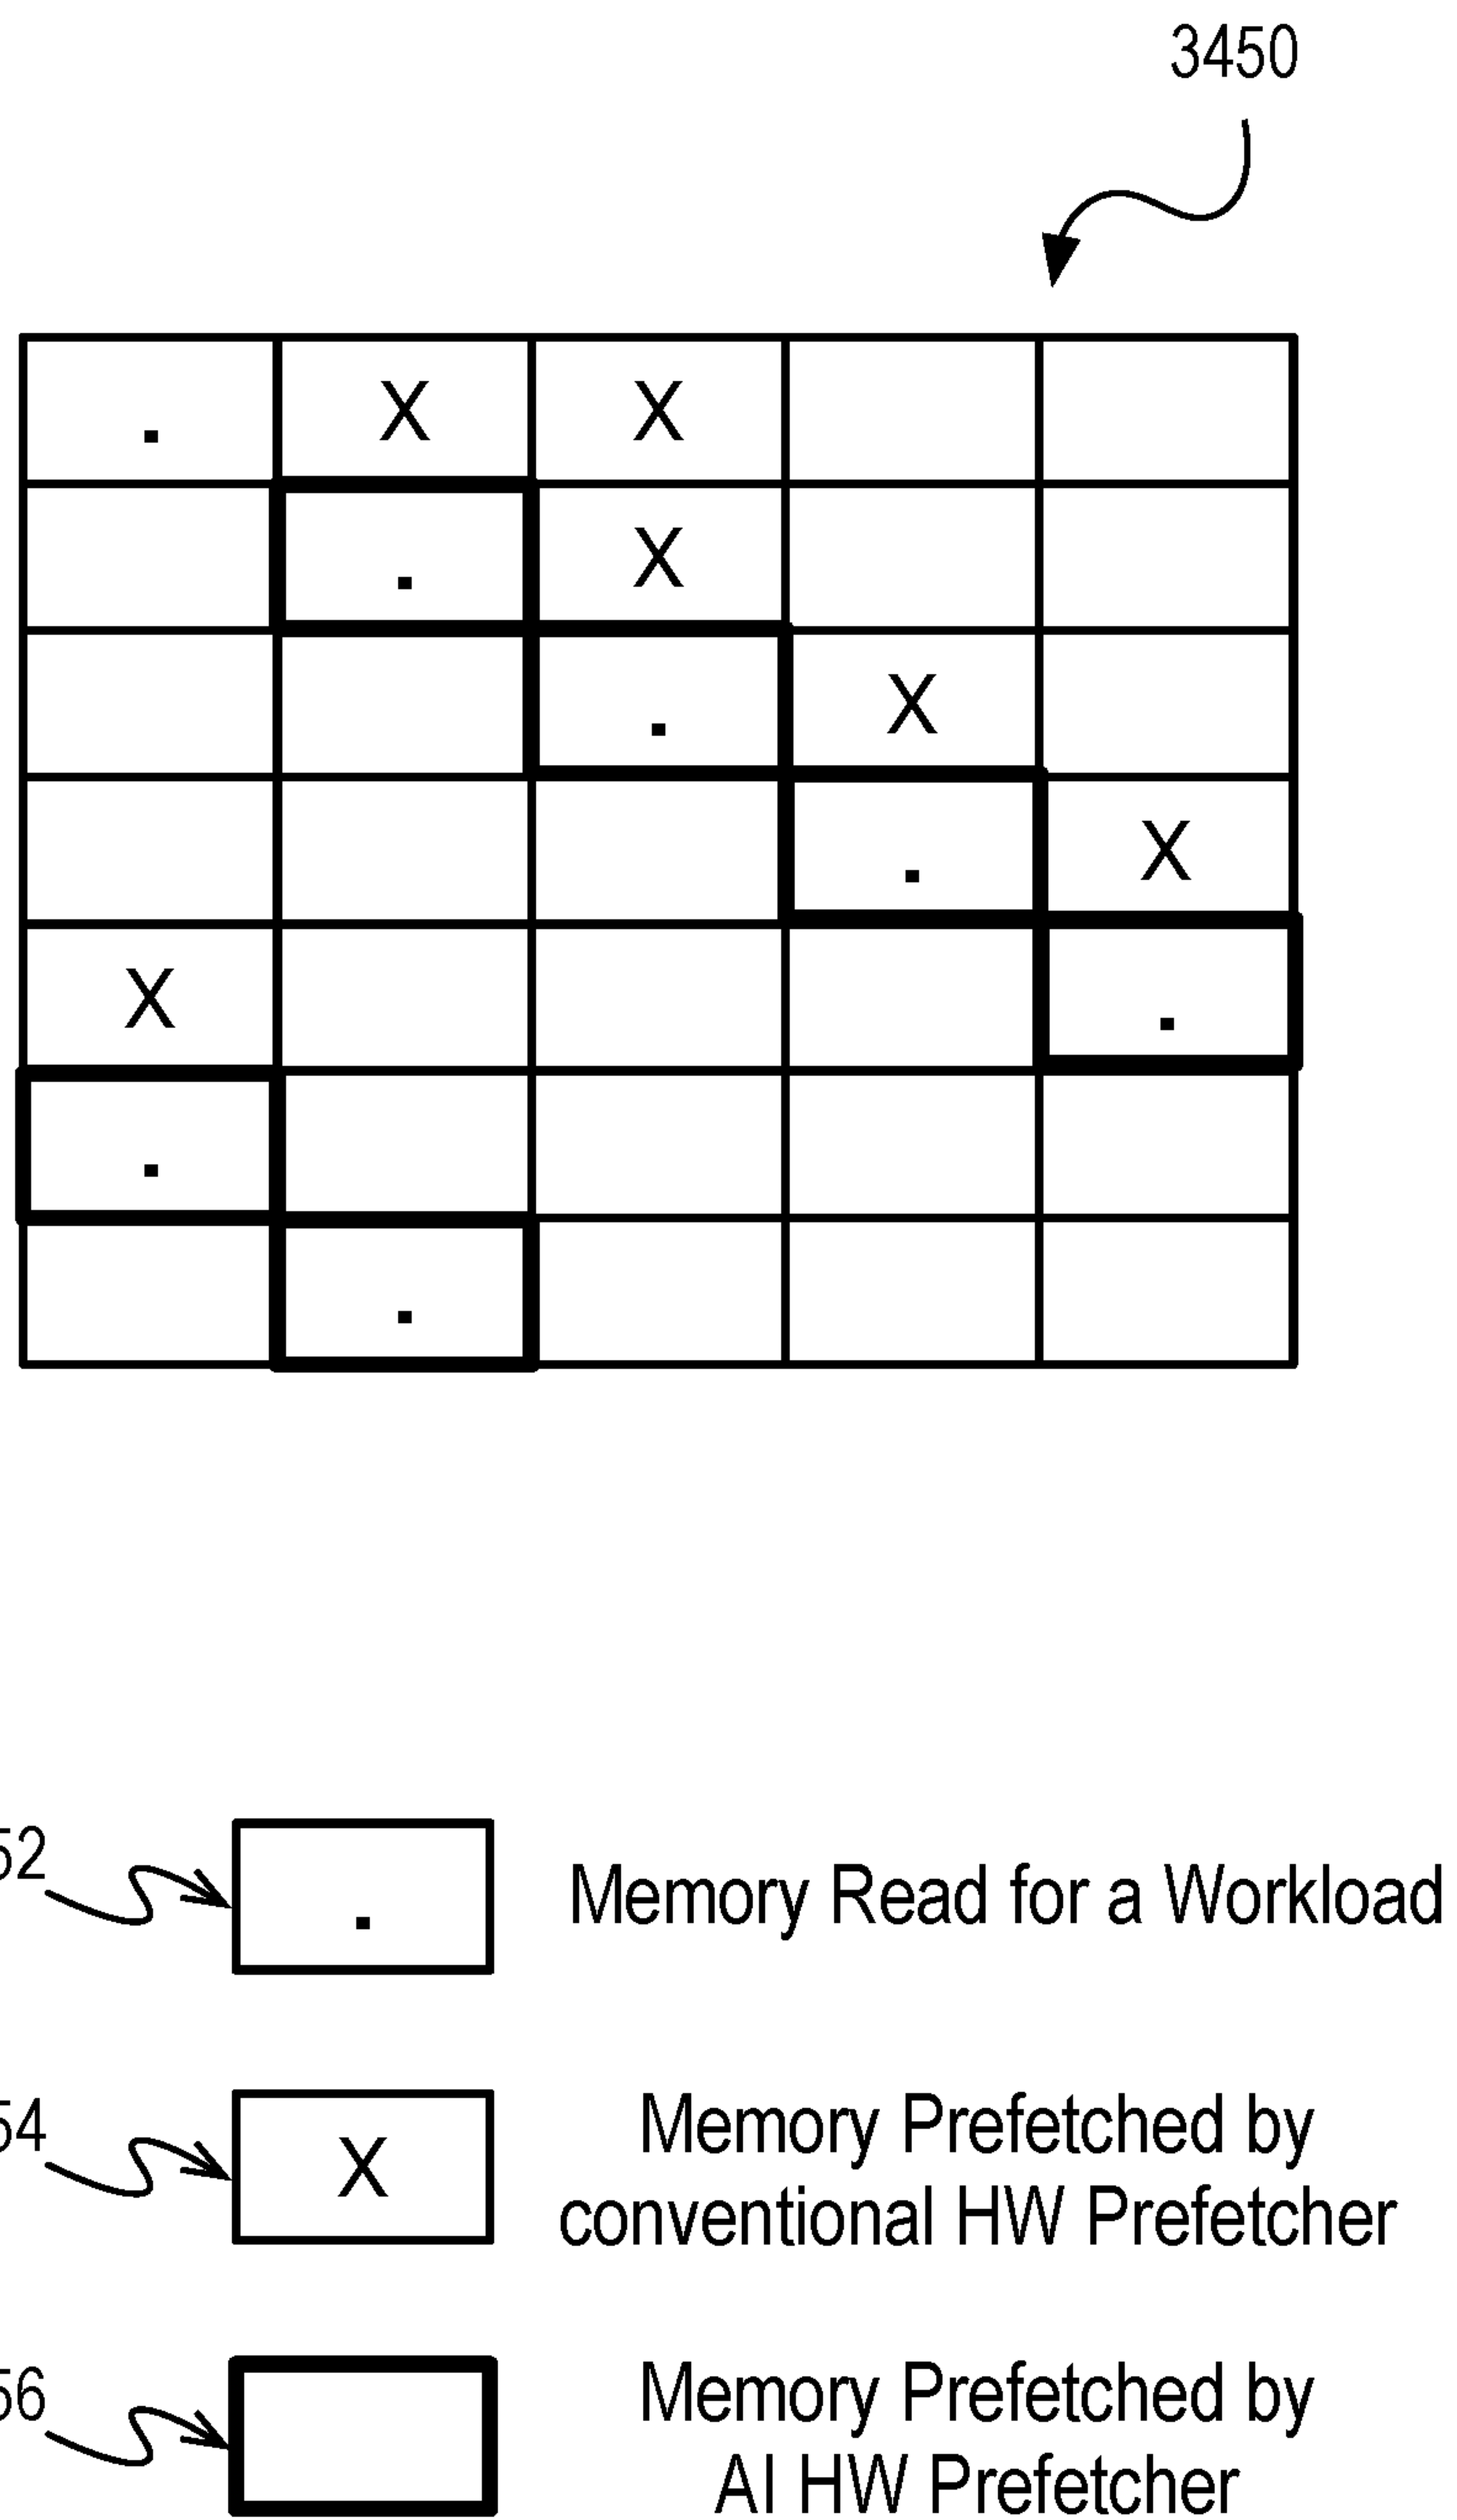 3450
. X X
. X
. X
. X
X .
.
.
52
. Memory Read for a Workload
54
X Memory Prefetched by
conventional HW Prefetcher
56
Memory Prefetched by
AI HW Prefetcher